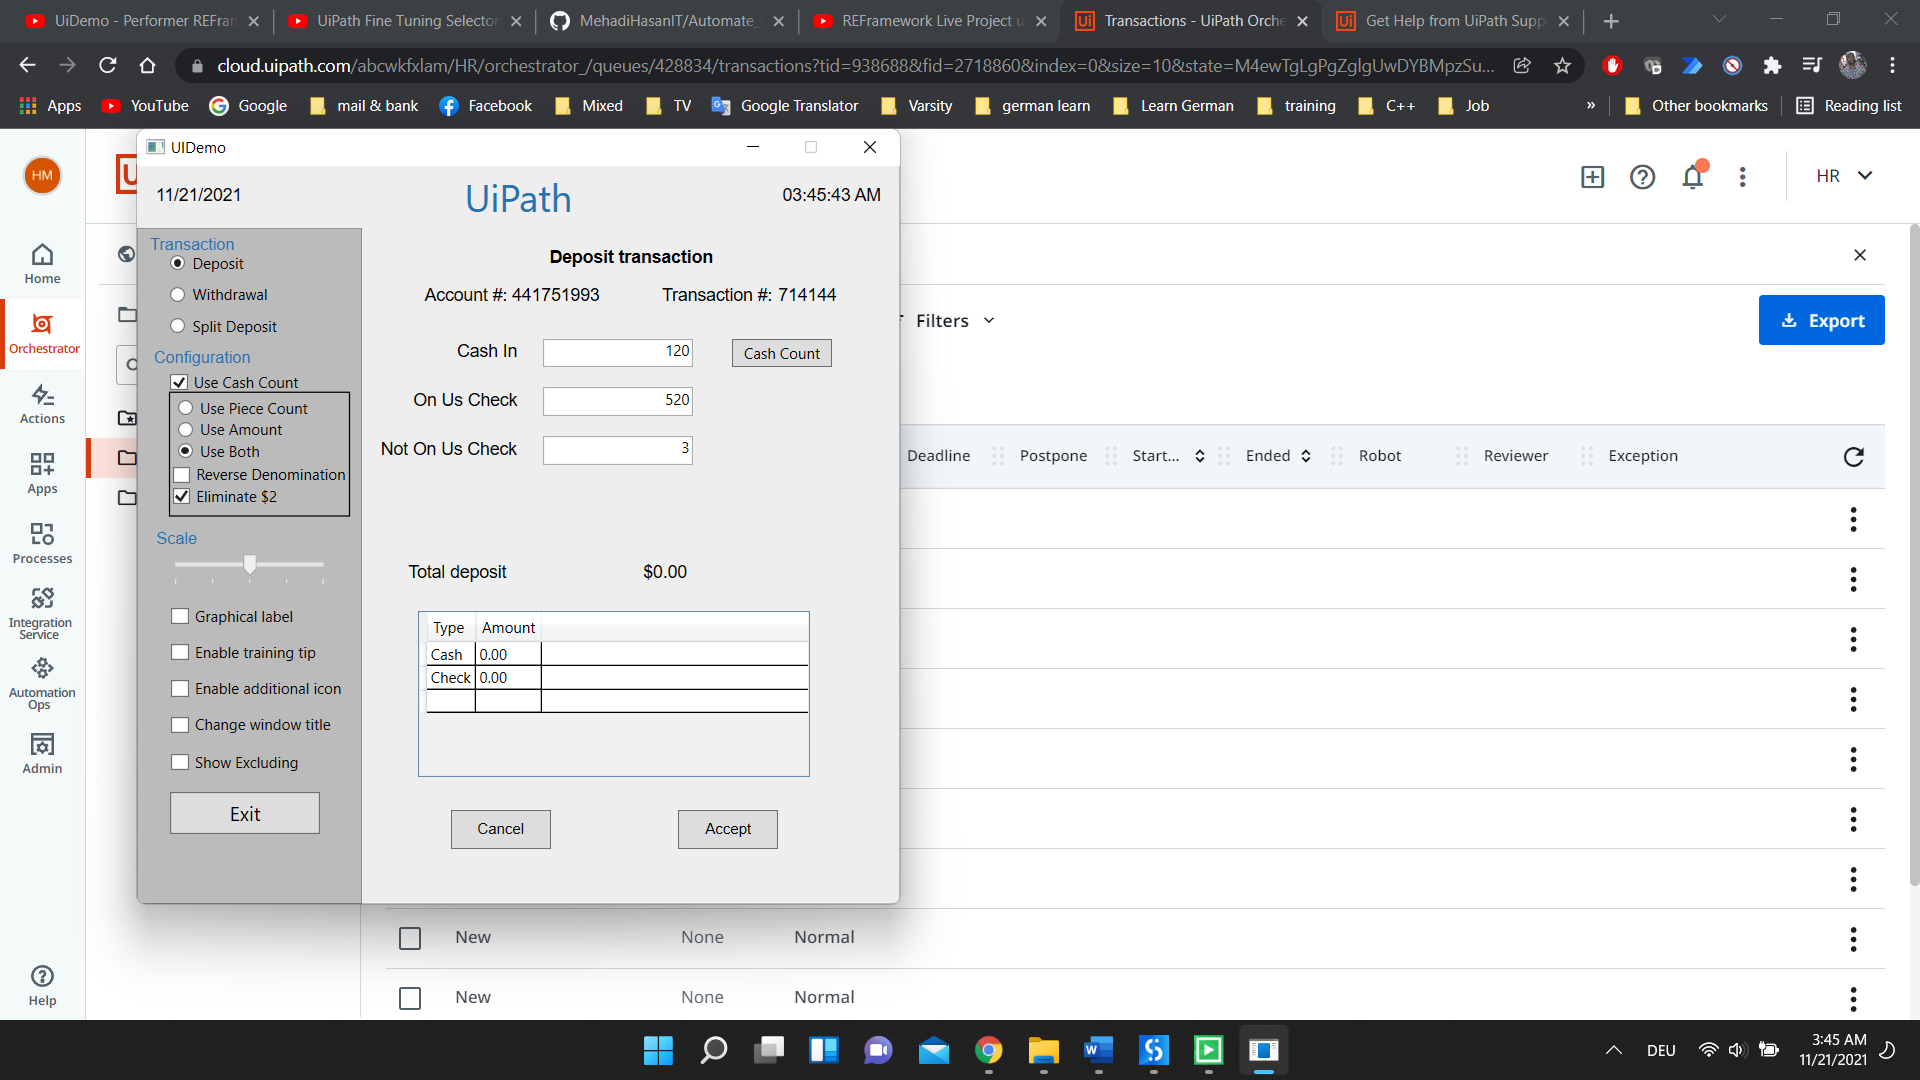 UiDemo - Performer REFran
UiPath Fine Tuning Selector
MehadiHasanIT/Automate_
REFramework Live Project u
Transactions - UiPath Orche
Get Help from UiPath Supp
cloud.uipath.com/abcwkfxlam/HR/orchestrator_/queues/428834/transactions?tid=938688&fid=2718860&index=0&size=10&state=M4ewTgLgPgZglgUwDYBMpzSu...
Apps YouTube Google mail & bank Facebook Mixed TV Google Translator Varsity german learn Learn German training C++ Job » Other bookmarks Reading list
UIDemo
HM
11/21/2021 UiPath 03:45:43 AM
HR
Home
Orchestrator
Actions
Apps
Processes
Integration
Service
Automation
Ops
Admin
Help
Transaction
Deposit
Withdrawal
Split Deposit
Configuration
Use Cash Count
Use Piece Count
Use Amount
Use Both
Reverse Denomination
Eliminate $2
Scale
Graphical label
Enable training tip
Enable additional icon
Change window title
Show Excluding
Exit
Deposit transaction
Account #: 441751993 Transaction #: 714144
Cash In 120 Cash Count
On Us Check 520
Not On Us Check 3
Total deposit $0.00
Type Amount
Cash 0.00
Check 0.00
Cancel Accept
Filters
Export
Deadline Postpone Start... Ended Robot Reviewer Exception
New None Normal
New None Normal
DEU
3:45 AM
11/21/2021